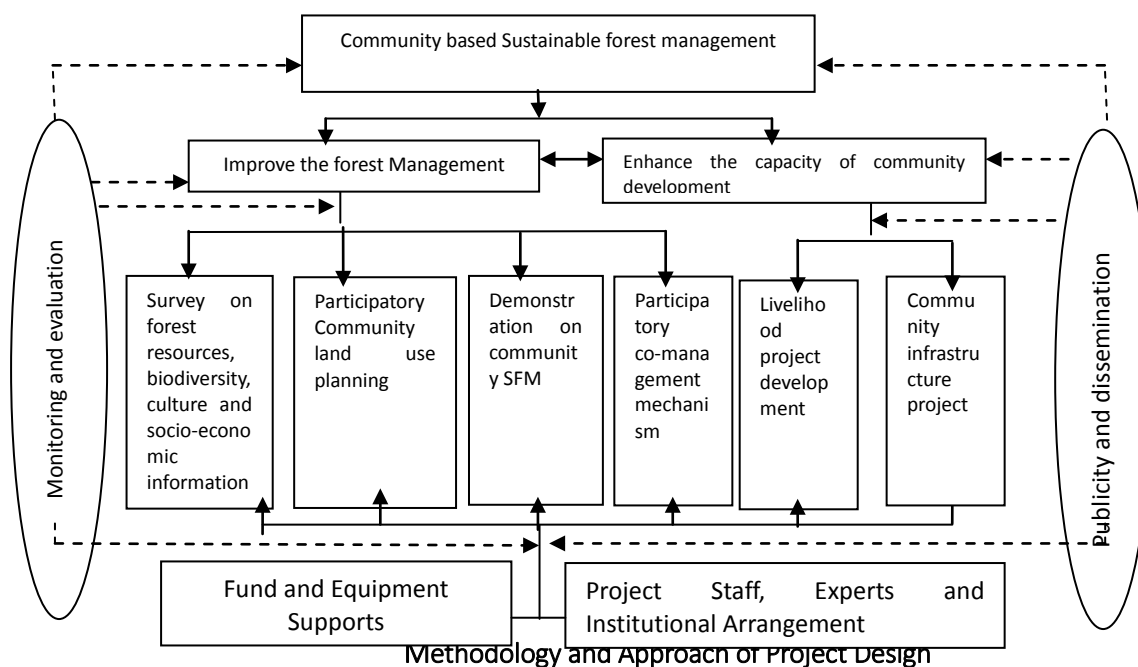 Community based Sustainable forest management
Improve the forest Management
Enhance the capacity of community
development
Monitoring and evaluation
Survey on
forest
resources,
biodiversity,
culture and
socio-econo
mic
information
Participatory
Community
land use
planning
Demonstr
ation on
communit
y SFM
Participa
tory
co-mana
gement
mechani
sm
Liveliho
od
project
develop
ment
Commu
nity
infrastru
cture
project
Publicity and dissemination
Fund and Equipment
Supports
Project Staff, Experts and
Institutional Arrangement
Methodology and Approach of Project Design